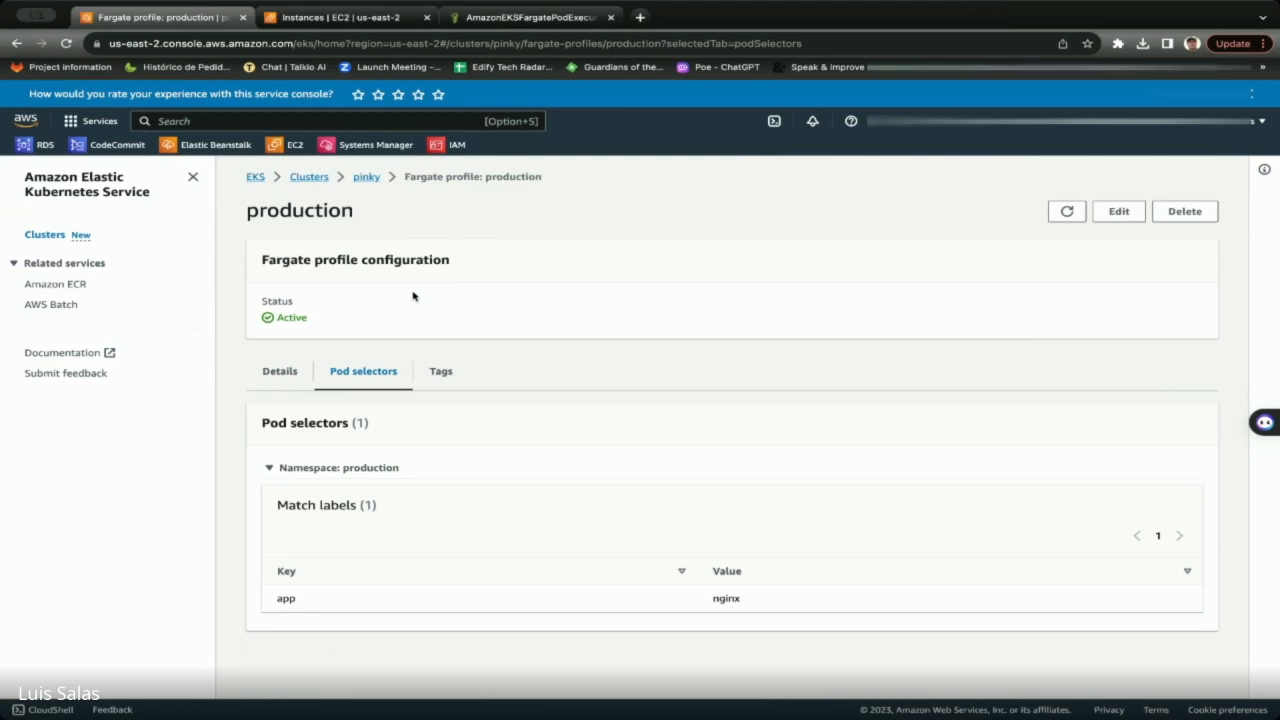 Fargate profile: production | p
Instances | EC2 | us-east-2
AmazonEKSFargatePodExecu
us-east-2.console.aws.amazon.com/eks/home?region=us-east-2#/clusters/pinky/fargate-profiles/production?selectedTab=podSelectors
Update
Project information
Histórico de Pedid...
Chat | Talkio AI
Launch Meeting -...
Edify Tech Radar...
Guardians of the...
Poe - ChatGPT
Speak & Improve
»
How would you rate your experience with this service console?
aws
Services
Search
[Option+S]
RDS
CodeCommit
Elastic Beanstalk
EC2
Systems Manager
IAM
Amazon Elastic
Kubernetes Service
Clusters New
Related services
Amazon ECR
AWS Batch
Documentation
Submit feedback
EKS > Clusters > pinky > Fargate profile: production
production
Edit
Delete
Fargate profile configuration
Status
Active
Details
Pod selectors
Tags
Pod selectors (1)
Namespace: production
Match labels (1)
< 1 >
Key
Value
app
nginx
Luis Salas
CloudShell
Feedback
© 2023, Amazon Web Services, Inc. or its affiliates.
Privacy
Terms
Cookie preferences